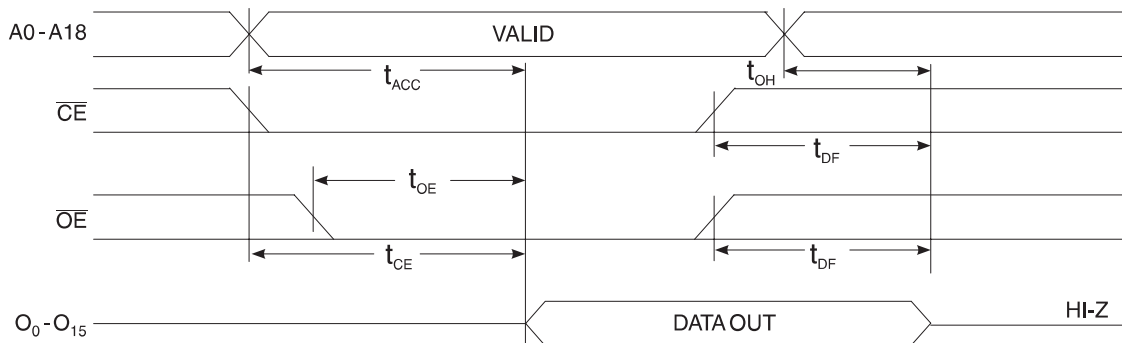 A0-A18 VALID
tACC tOH
CE
tDF
tOE
OE
tCE tDF
O0-O15 DATA OUT HI-Z